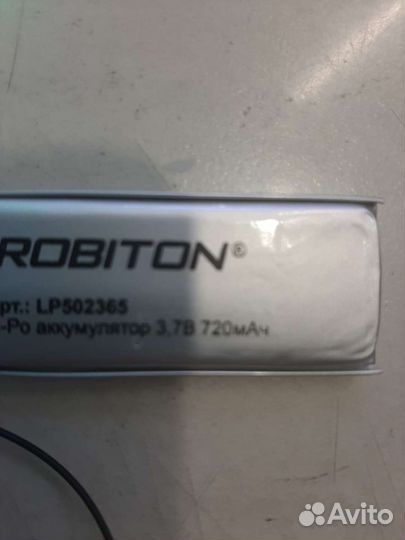 ROBITON®
рт.: LP502365
-Po аккумулятор 3,7В 720мАч
Avito